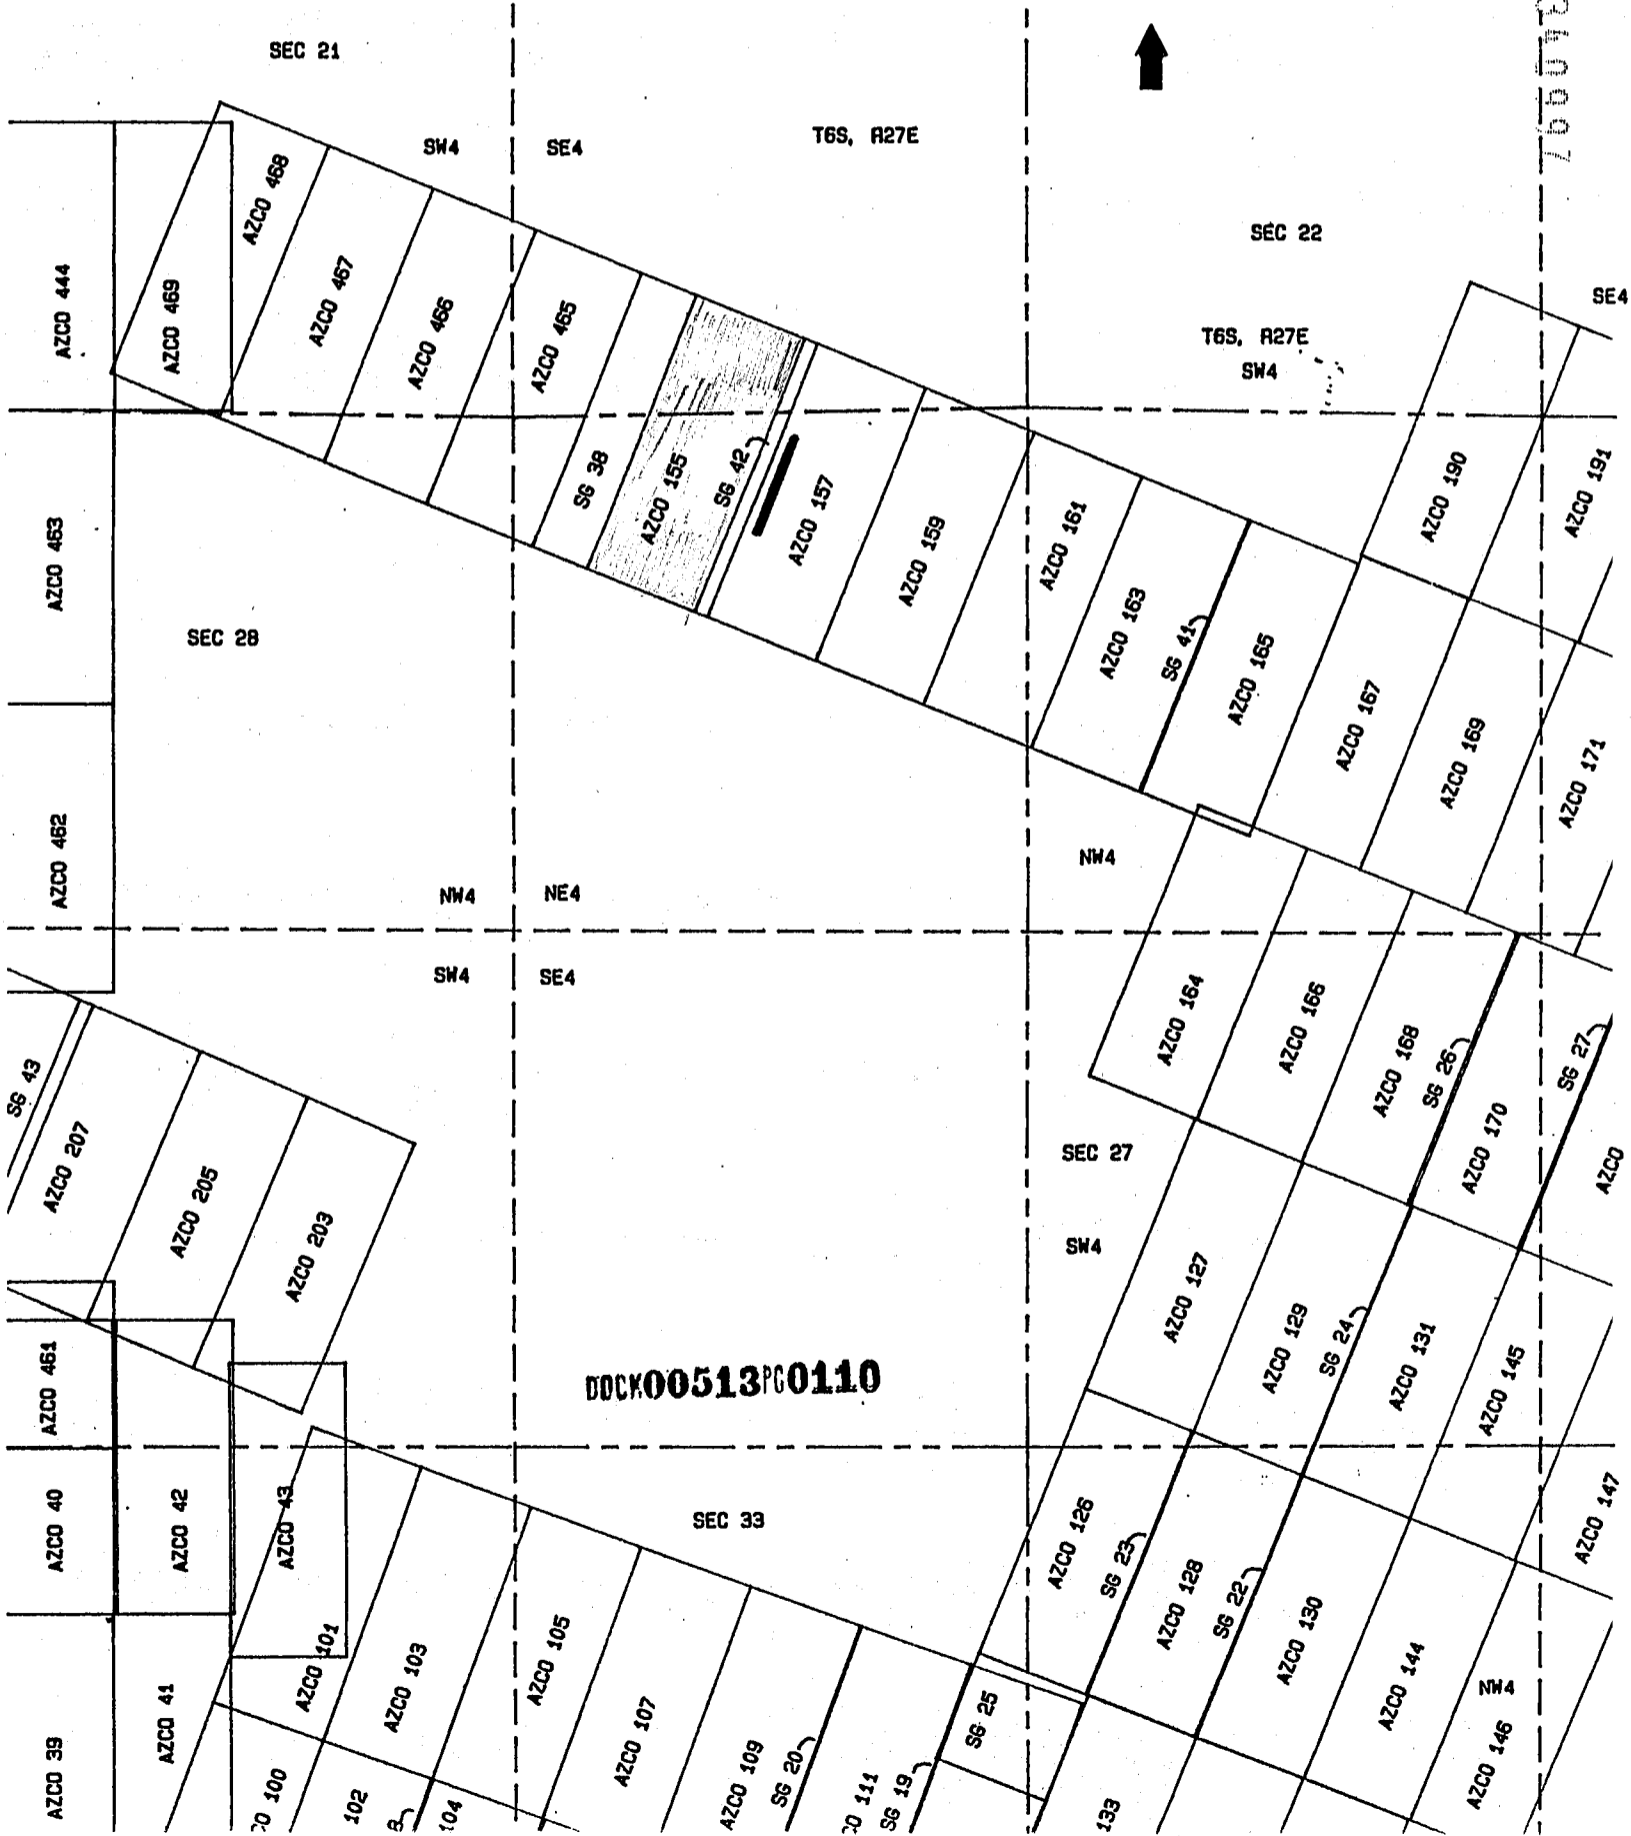 SEC 21
SW4
SE4
T6S, R27E
SEC 22
SE4
T6S, R27E
SW4
AZCO 444
AZCO 469
AZCO 468
AZCO 467
AZCO 466
AZCO 465
SG 38
AZCO 155
SG 42
AZCO 157
AZCO 159
AZCO 161
AZCO 163
SG 41
AZCO 165
AZCO 167
AZCO 169
AZCO 171
AZCO 190
AZCO 191
AZCO 463
SEC 28
AZCO 462
NW4
NE4
NW4
SW4
SE4
AZCO 164
AZCO 166
AZCO 168
SG 26
AZCO 170
SG 27
AZCO
SG 43
AZCO 207
AZCO 205
AZCO 203
SEC 27
SW4
AZCO 127
AZCO 129
SG 24
AZCO 131
AZCO 145
AZCO 147
AZCO 461
DOCK00513PG0110
AZCO 40
AZCO 42
AZCO 43
SEC 33
AZCO 126
SG 23
AZCO 128
SG 22
AZCO 130
AZCO 144
NW4
AZCO 146
AZCO 39
AZCO 41
AZCO 101
AZCO 103
AZCO 105
AZCO 107
AZCO 109
SG 20
CO 111
SG 19
SG 25
CO 100
102
104
133